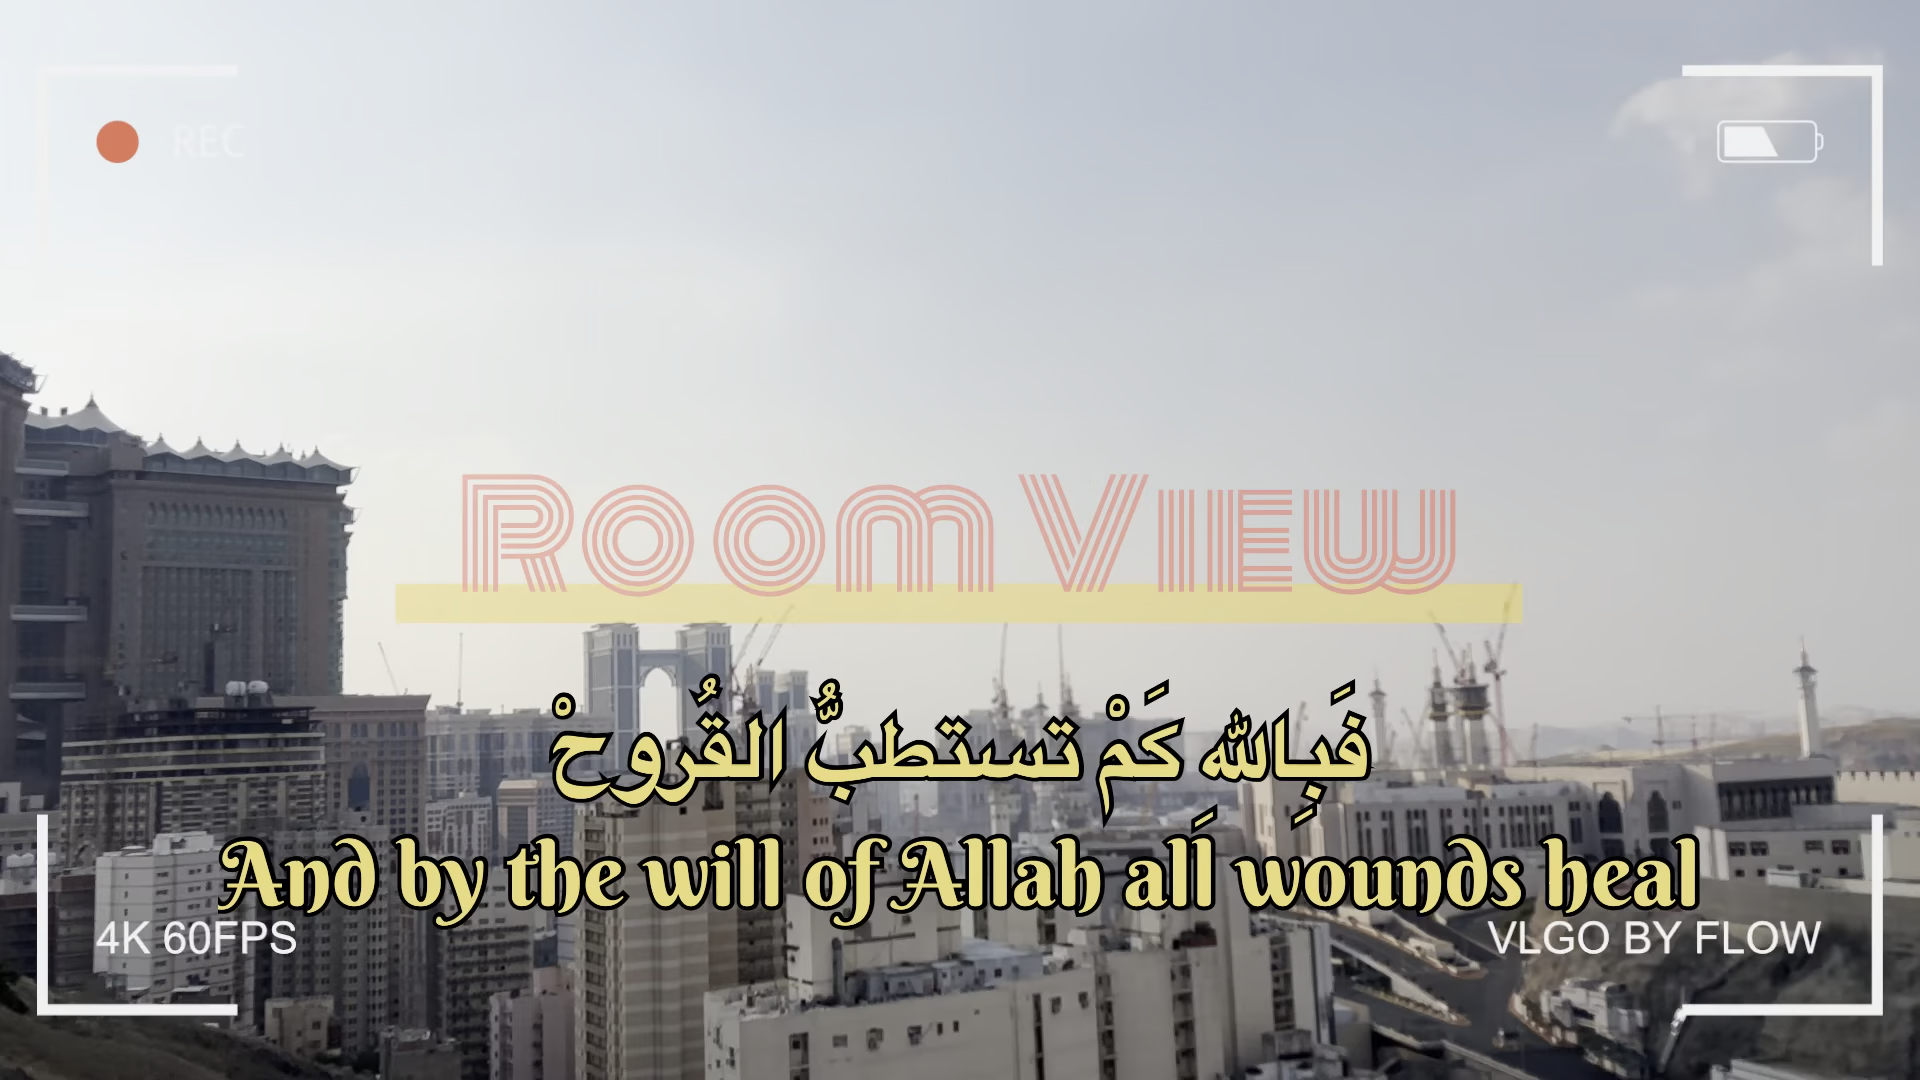 REC
Room View
فَبِاللهِ كَمْ تستطبُّ القُروحْ
And by the will of Allah all wounds heal
4K 60FPS
VLGO BY FLOW